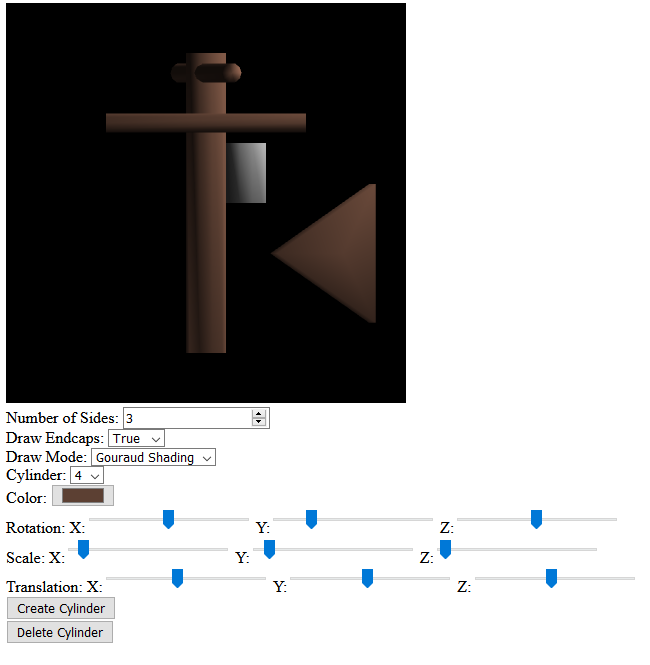 Number of Sides: 3
Draw Endcaps: True
Draw Mode: Gouraud Shading
Cylinder: 4
Color:
Rotation: X: Y: Z:
Scale: X: Y: Z:
Translation: X: Y: Z:
Create Cylinder
Delete Cylinder